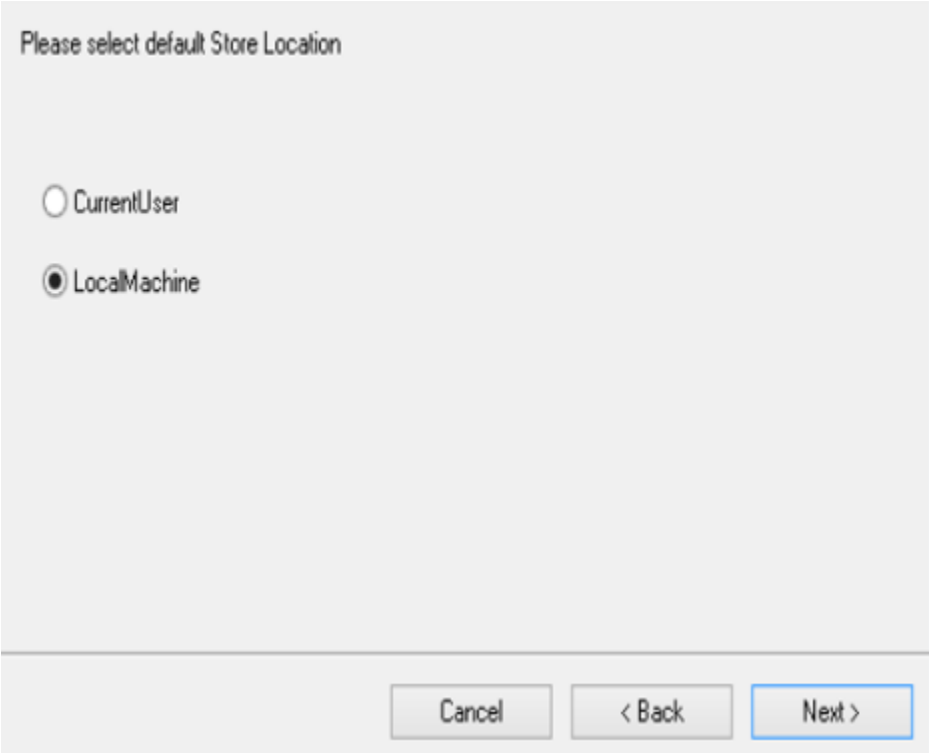 Please select default Store Location
CurrentUser
LocalMachine
Cancel
< Back
Next >